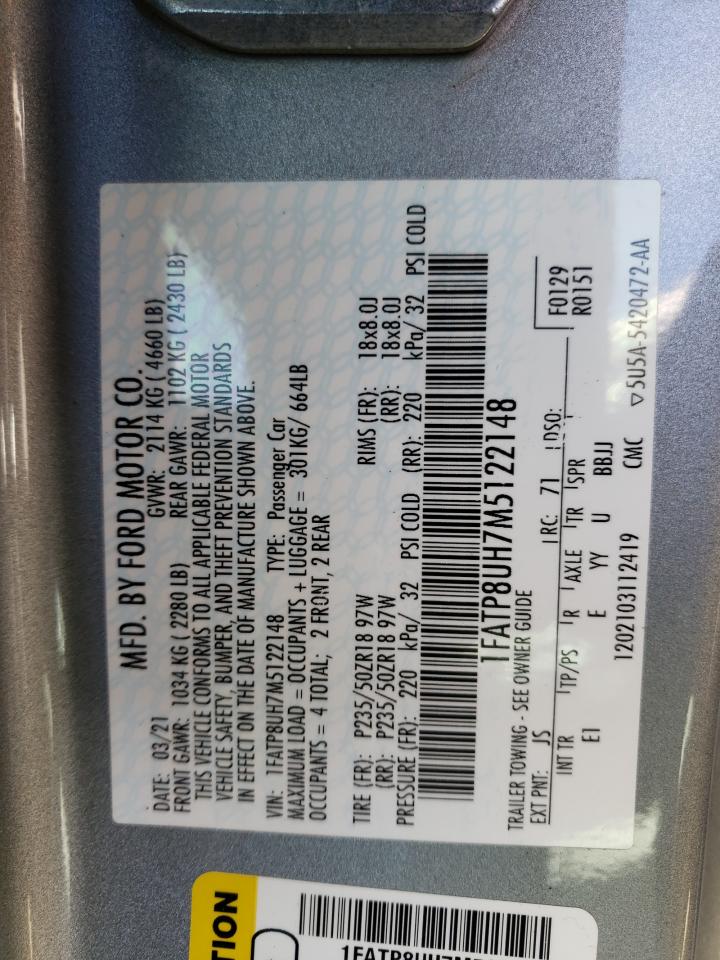 MFD. BY FORD MOTOR CO.
DATE: 03/21 GVWR: 2114 KG ( 4660 LB)
FRONT GAWR: 1034 KG ( 2280 LB) REAR GAWR: 1102 KG ( 2430 LB)
THIS VEHICLE CONFORMS TO ALL APPLICABLE FEDERAL MOTOR
VEHICLE SAFETY, BUMPER, AND THEFT PREVENTION STANDARDS
IN EFFECT ON THE DATE OF MANUFACTURE SHOWN ABOVE.
VIN: 1FATP8UH7M5122148 TYPE: Passenger Car
MAXIMUM LOAD = OCCUPANTS + LUGGAGE = 301KG/ 664LB
OCCUPANTS = 4 TOTAL; 2 FRONT, 2 REAR
TIRE (FR): P235/50ZR18 97W RIMS (FR): 18x8.0J
(RR): P235/50ZR18 97W (RR): 18x8.0J
PRESSURE (FR): 220 kPa/ 32 PSI COLD (RR): 220 kPa/ 32 PSI COLD
1FATP8UH7M5122148
TRAILER TOWING - SEE OWNER GUIDE F0129
EXT PNT: JS RC: 71 DSO: R0151
INT TR TP/PS R AXLE TR SPR
EI E YY U BBJJ
1202103112419 CMC ▽5U5A-5420472-AA